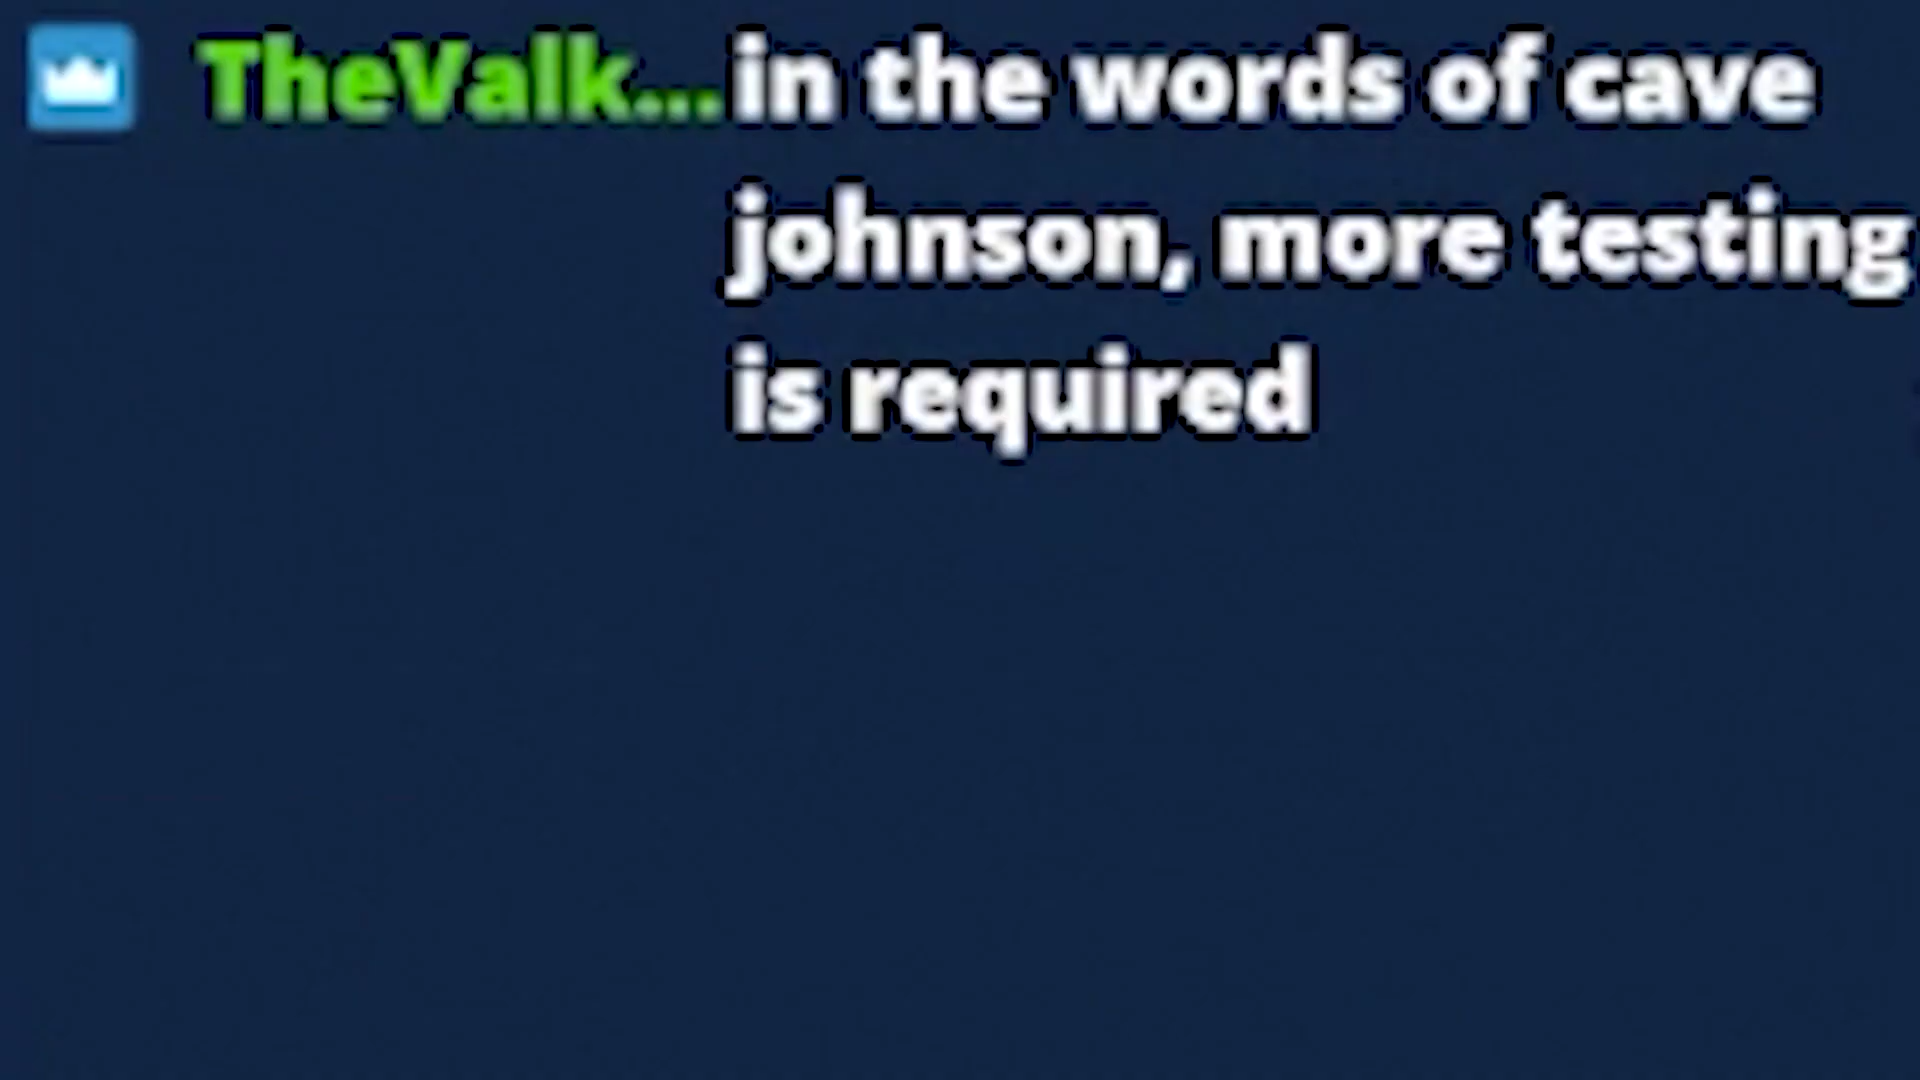 TheValk... in the words of cave
johnson, more testing
is required